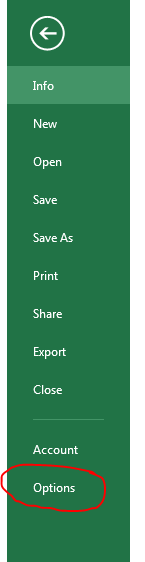 Info
New
Open
Save
Save As
Print
Share
Export
Close
Account
Options